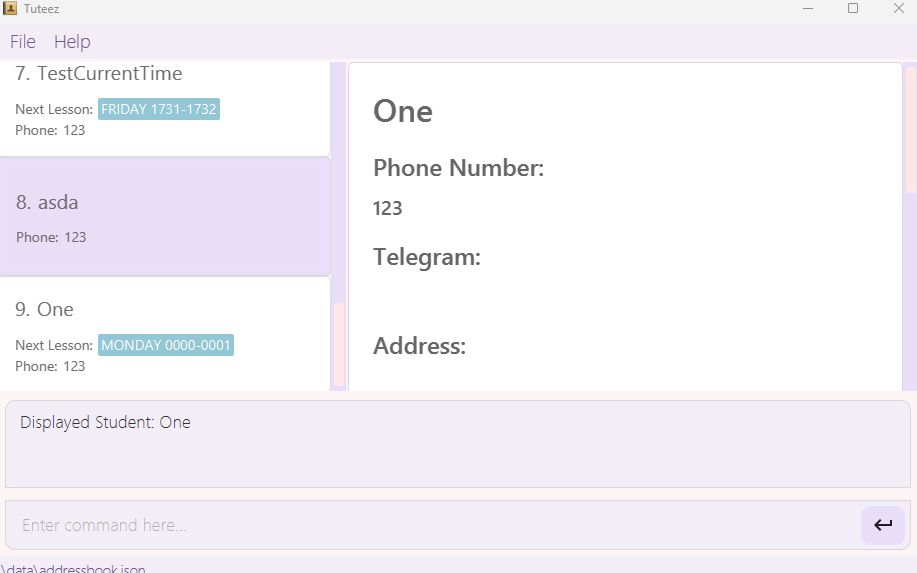 Tuteez
File Help
7. TestCurrentTime
Next Lesson: FRIDAY 1731-1732
Phone: 123
8. asda
Phone: 123
9. One
Next Lesson: MONDAY 0000-0001
Phone: 123
One
Phone Number:
123
Telegram:
Address:
Displayed Student: One
Enter command here...
\data\addressbook.json